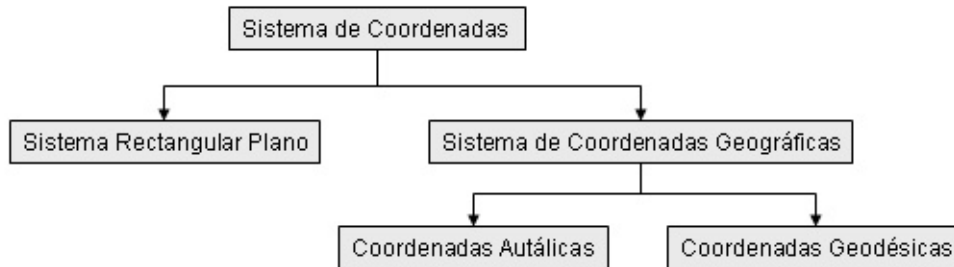 Sistema de Coordenadas
Sistema Rectangular Plano
Sistema de Coordenadas Geográficas
Coordenadas Autálicas
Coordenadas Geodésicas